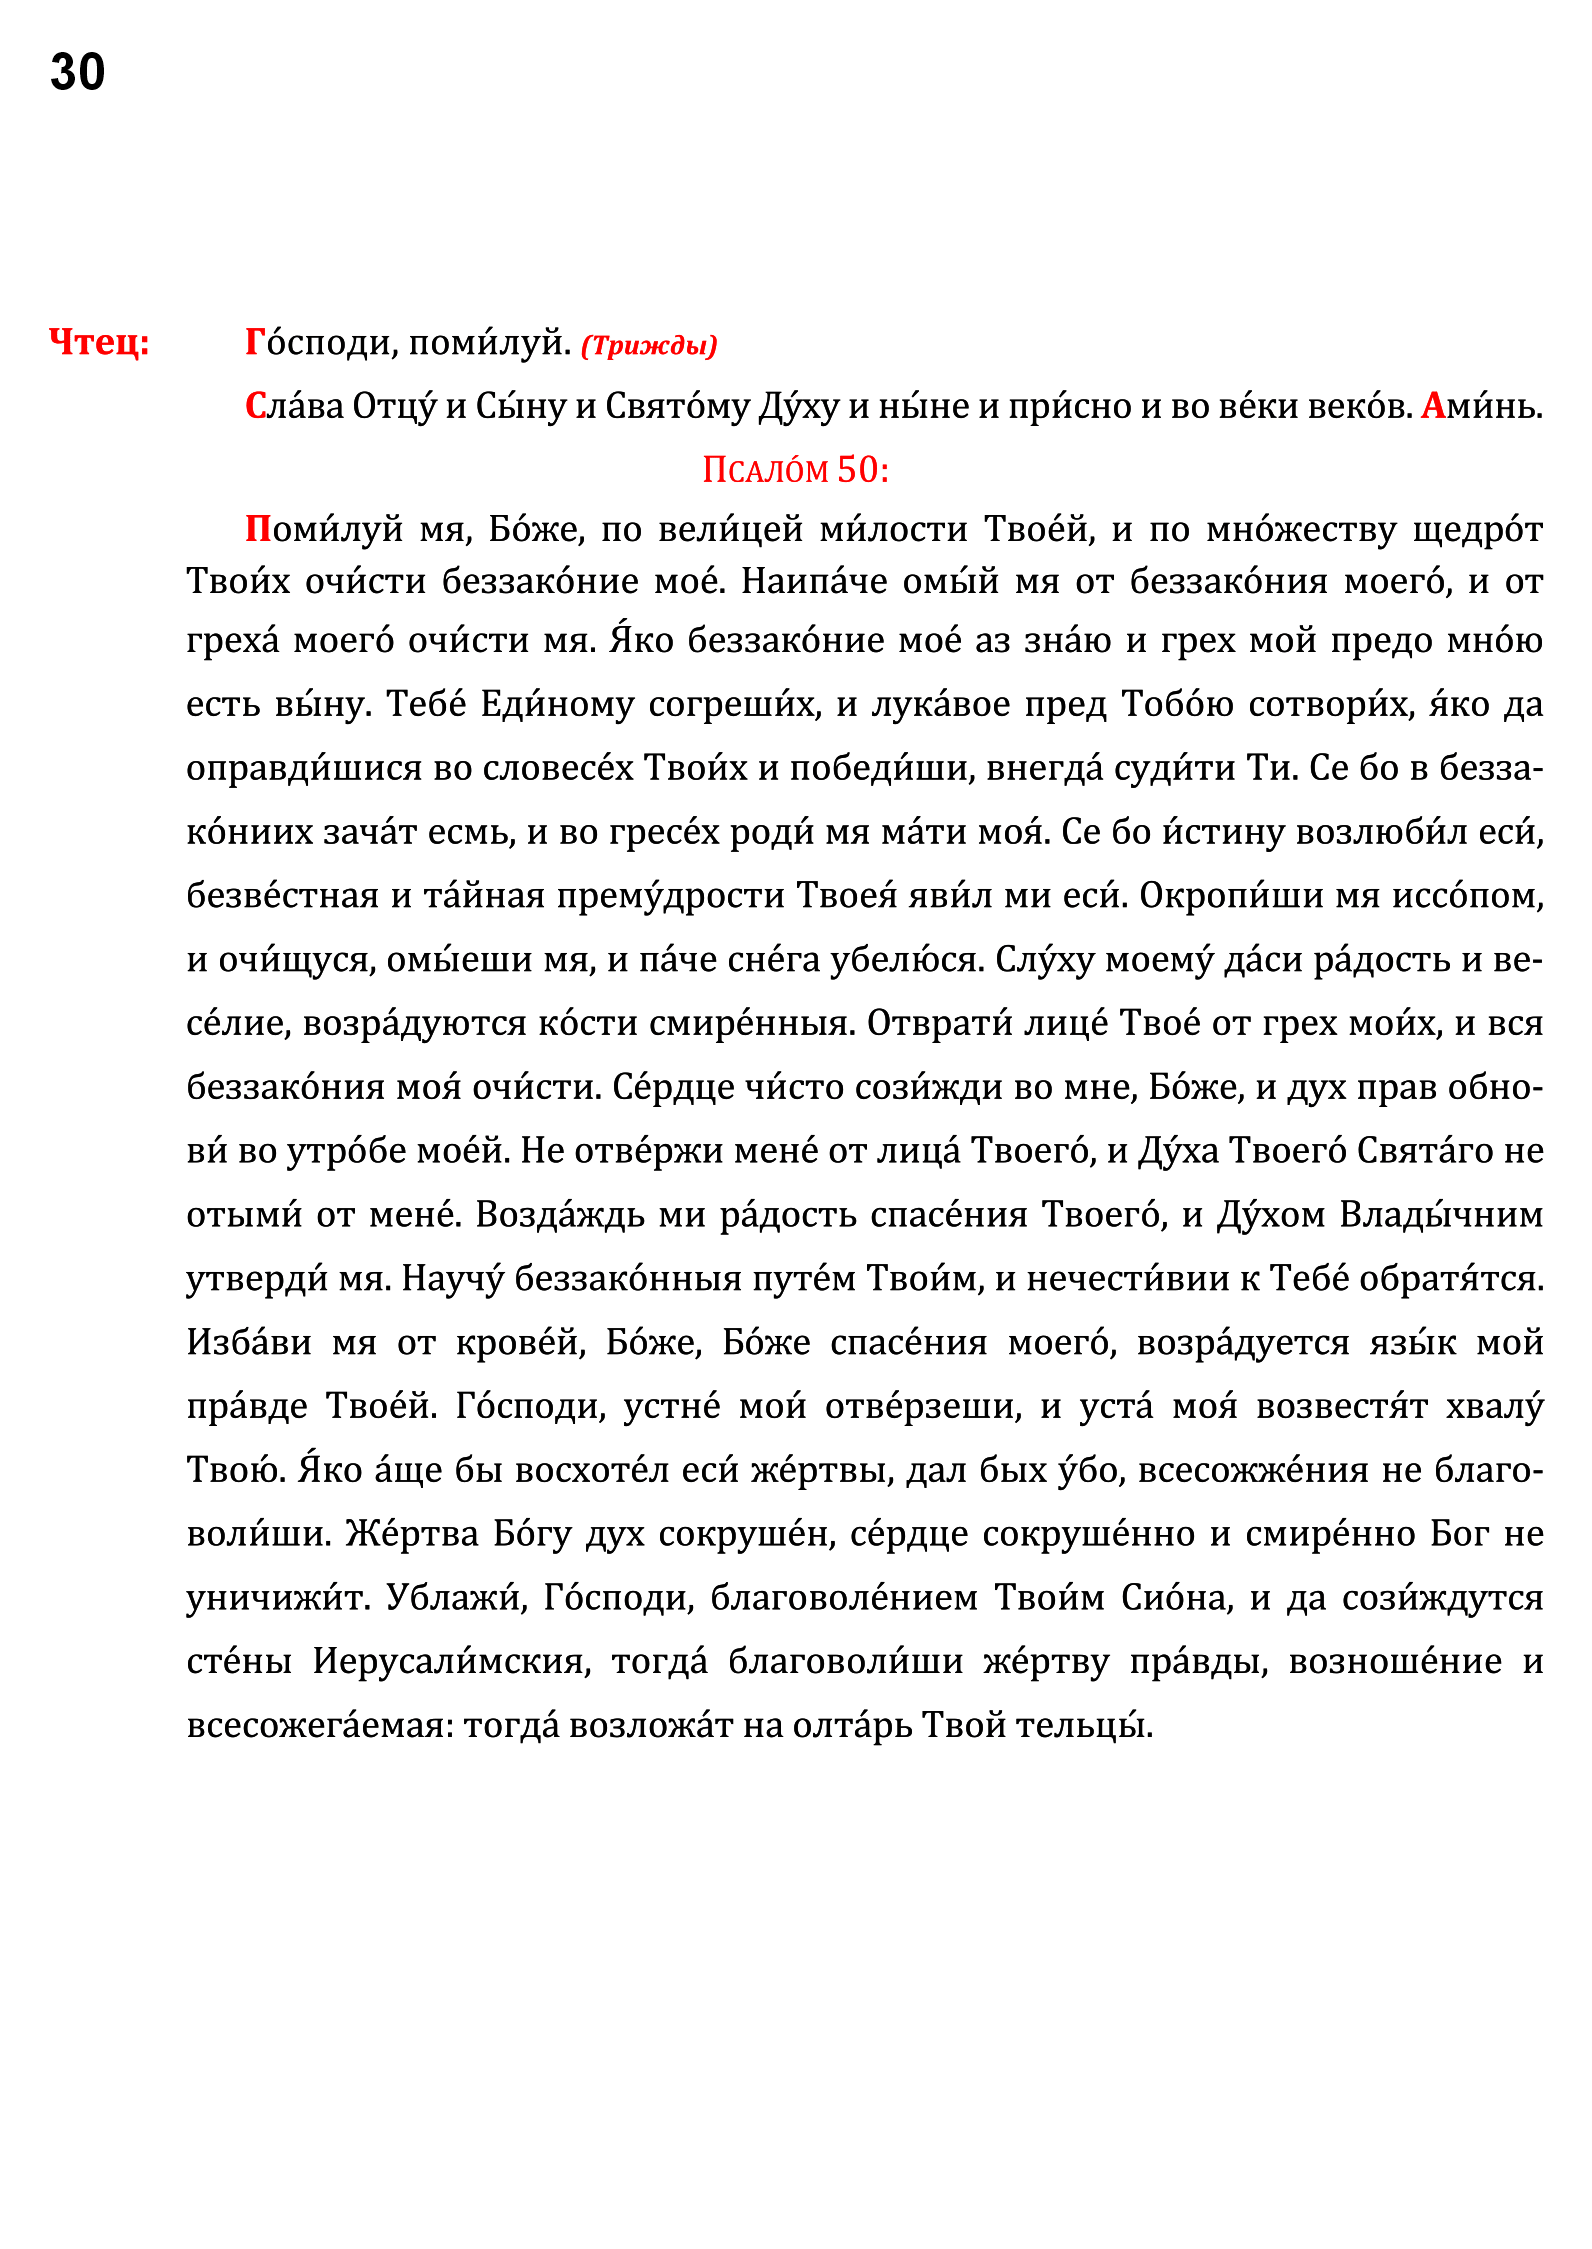 30
Чтец: Го́споди, поми́луй. (Трижды)
Сла́ва Отцу́ и Сы́ну и Свято́му Ду́ху и ны́не и при́сно и во ве́ки веко́в. Ами́нь.
Псало́м 50:
Поми́луй мя, Бо́же, по вели́цей ми́лости Твое́й, и по мно́жеству щедро́т
Твои́х очи́сти беззако́ние мое́. Наипа́че омы́й мя от беззако́ния моего́, и от
греха́ моего́ очи́сти мя. Я́ко беззако́ние мое́ аз зна́ю и грех мой предо мно́ю
есть вы́ну. Тебе́ Еди́ному согреши́х, и лука́вое пред Тобо́ю сотвори́х, я́ко да
оправди́шися во словесе́х Твои́х и победи́ши, внегда́ суди́ти Ти. Се бо в безза-
ко́ниих зача́т есмь, и во гресе́х роди́ мя ма́ти моя́. Се бо и́стину возлюби́л еси́,
безве́стная и та́йная прему́дрости Твоея́ яви́л ми еси́. Окропи́ши мя иссо́пом,
и очи́щуся, омы́еши мя, и па́че сне́га убелю́ся. Слу́ху моему́ да́си ра́дость и ве-
се́лие, возра́дуются ко́сти смире́нныя. Отврати́ лице́ Твое́ от грех мои́х, и вся
беззако́ния моя́ очи́сти. Се́рдце чи́сто сози́жди во мне, Бо́же, и дух прав обно-
ви́ во утро́бе мое́й. Не отве́ржи мене́ от лица́ Твоего́, и Ду́ха Твоего́ Свята́го не
отыми́ от мене́. Возда́ждь ми ра́дость спасе́ния Твоего́, и Ду́хом Влады́чним
утверди́ мя. Научу́ беззако́нныя путе́м Твои́м, и нечести́вии к Тебе́ обратя́тся.
Изба́ви мя от крове́й, Бо́же, Бо́же спасе́ния моего́, возра́дуется язы́к мой
пра́вде Твое́й. Го́споди, устне́ мои́ отве́рзеши, и уста́ моя́ возвестя́т хвалу́
Твою́. Я́ко а́ще бы восхоте́л еси́ же́ртвы, дал бых у́бо, всесожже́ния не благо-
воли́ши. Же́ртва Бо́гу дух сокруше́н, се́рдце сокруше́нно и смире́нно Бог не
уничижи́т. Ублажи́, Го́споди, благоволе́нием Твои́м Сио́на, и да сози́ждутся
сте́ны Иерусали́мския, тогда́ благоволи́ши же́ртву пра́вды, возноше́ние и
всесожега́емая: тогда́ возложа́т на олта́рь Твой тельцы́.